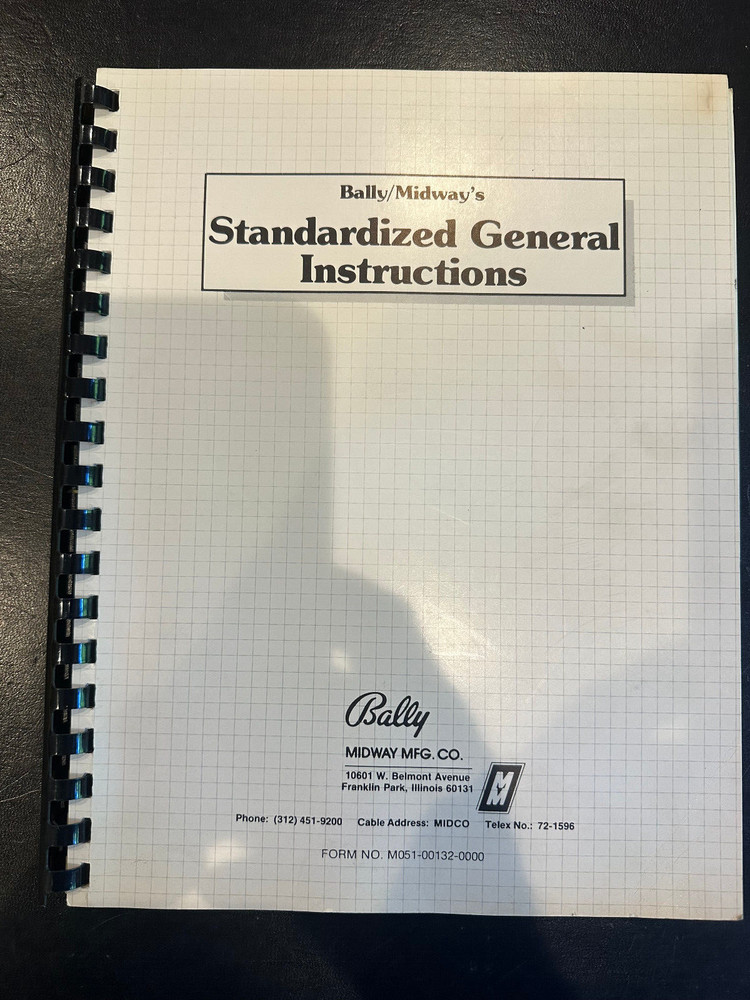 Bally/Midway's
Standardized General
Instructions
Bally
MIDWAY MFG. CO.
10601 W. Belmont Avenue
Franklin Park, Illinois 60131
Phone: (312) 451-9200 Cable Address: MIDCO Telex No.: 72-1596
FORM NO. M051-00132-0000